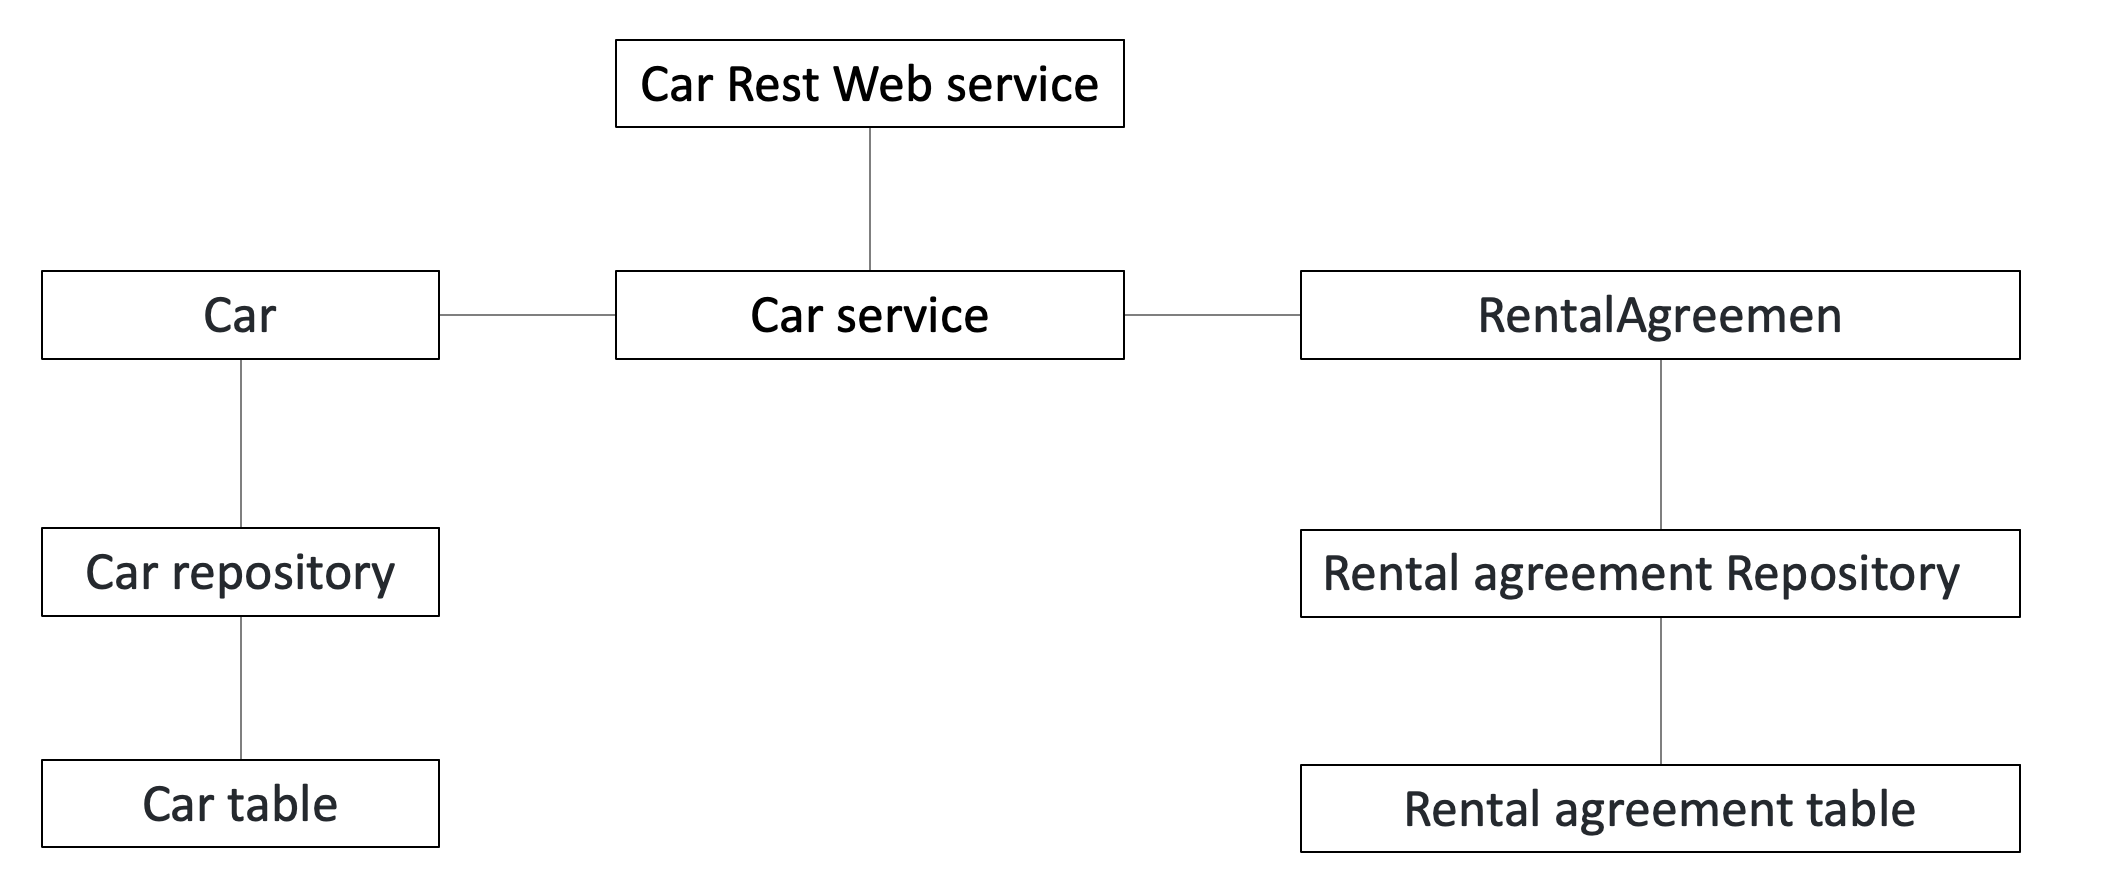 Car Rest Web service
Car
Car service
RentalAgreemen
Car repository
Rental agreement Repository
Car table
Rental agreement table